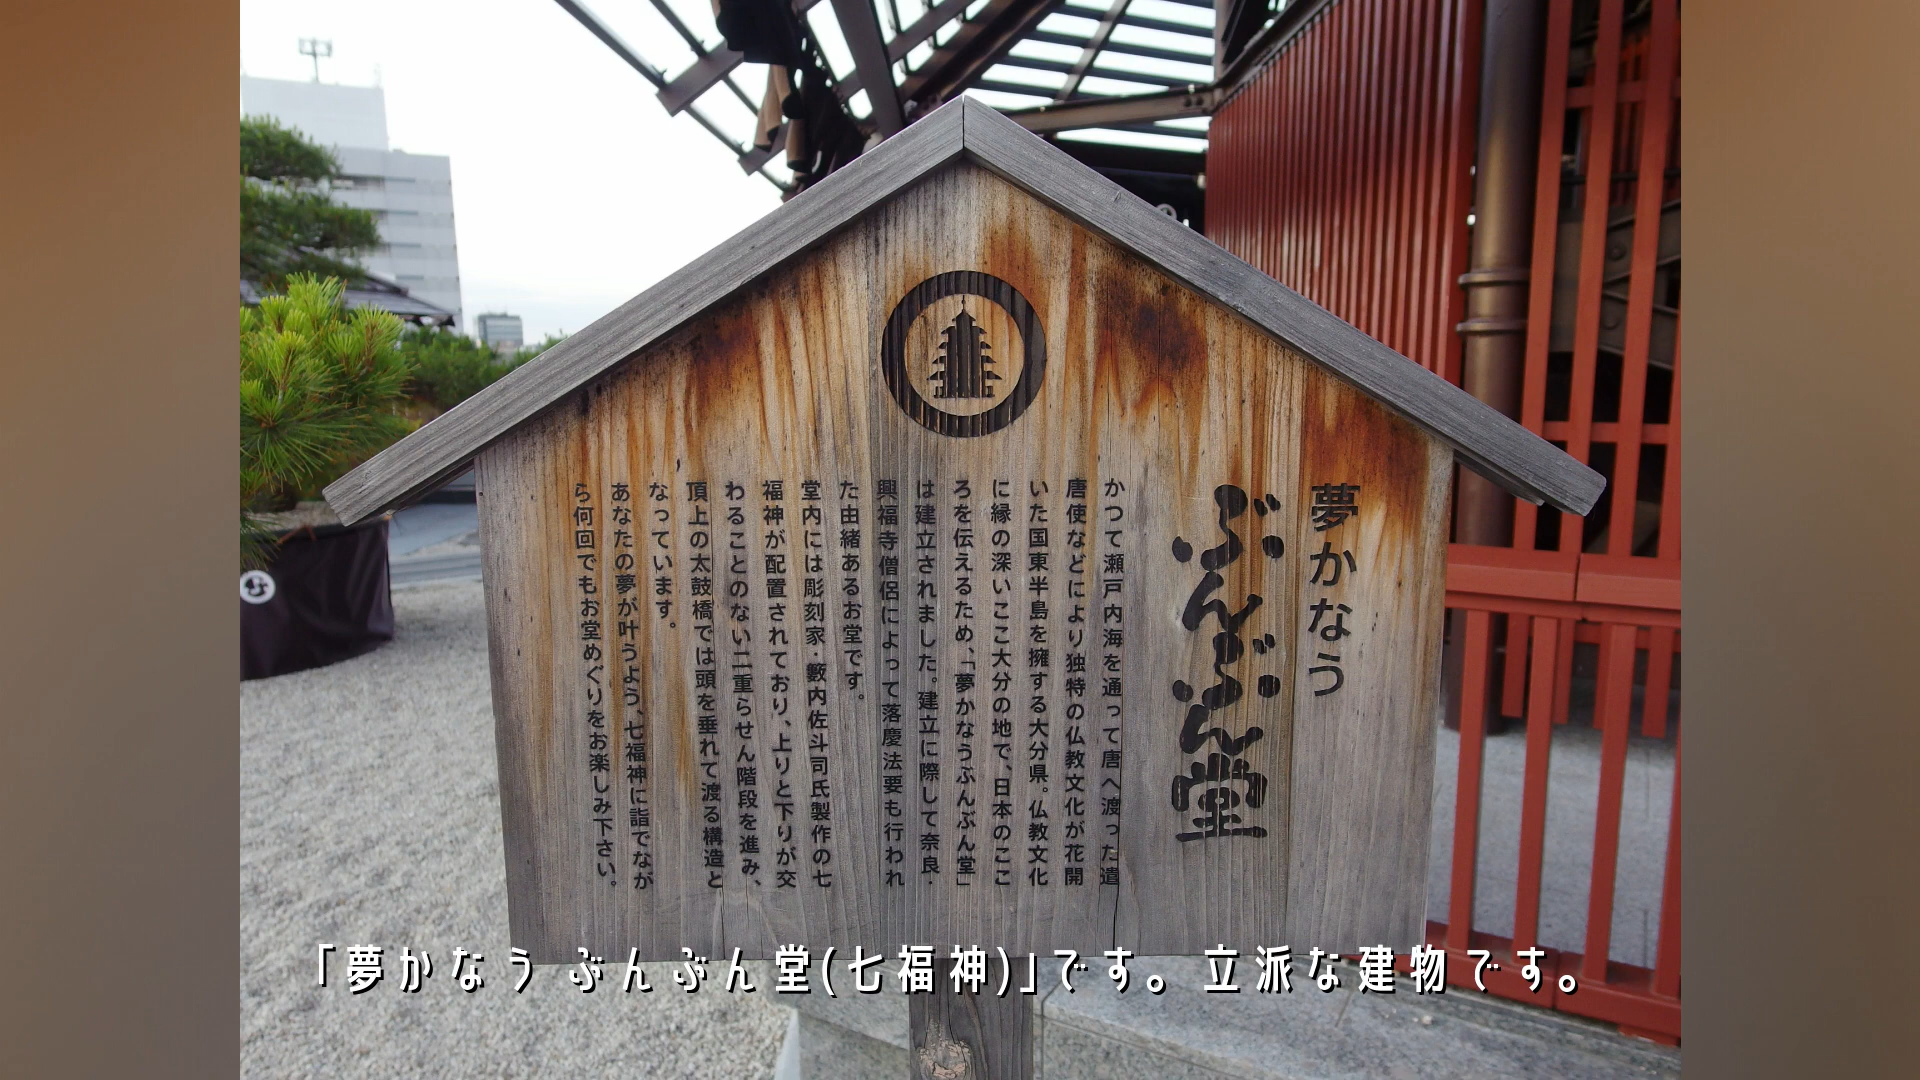 夢かなう
ぶんぶん堂
かつて瀬戸内海を通って唐へ渡った遣
唐使などにより独特の仏教文化が花開
いた国東半島を擁する大分県。仏教文化
に縁の深いここ大分の地で、日本のここ
ろを伝えるため、「夢かなうぶんぶん堂」
は建立されました。建立に際して奈良・
興福寺僧侶によって落慶法要も行われ
た由緒あるお堂です。
堂内には彫刻家・籔内佐斗司氏製作の七
福神が配置されており、上りと下りが交
わることのない二重らせん階段を進み、
頂上の太鼓橋では頭を垂れて渡る構造と
なっています。
あなたの夢が叶うよう、七福神に詣でなが
ら何回でもお堂めぐりをお楽しみ下さい。
「夢かなう ぶんぶん堂(七福神)」です。立派な建物です。